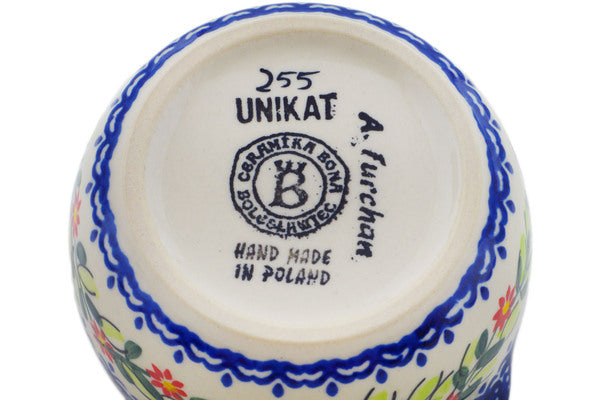 255
UNIKAT
CERAMIKA BONA
B
BOLESŁAWIEC
HAND MADE
IN POLAND
A. Furchan